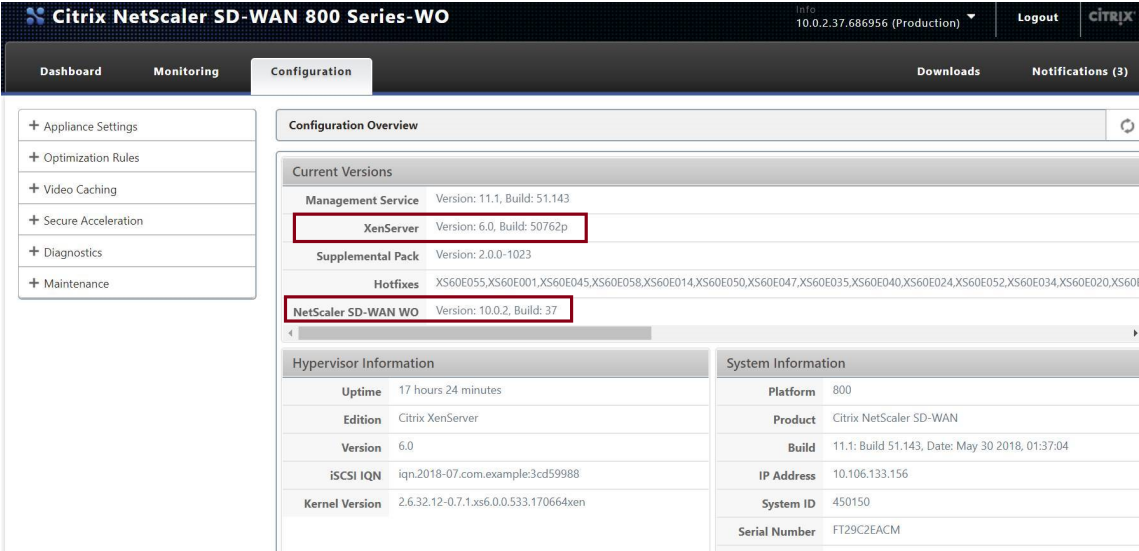 Citrix NetScaler SD-WAN 800 Series-WO
Info
10.0.2.37.686956 (Production)
Logout
CİTRIX
Dashboard Monitoring Configuration Downloads Notifications (3)
+ Appliance Settings
+ Optimization Rules
+ Video Caching
+ Secure Acceleration
+ Diagnostics
+ Maintenance
Configuration Overview
Current Versions
Management Service Version: 11.1, Build: 51.143
XenServer Version: 6.0, Build: 50762p
Supplemental Pack Version: 2.0.0-1023
Hotfixes XS60E055,XS60E001,XS60E045,XS60E058,XS60E014,XS60E050,XS60E047,XS60E035,XS60E040,XS60E024,XS60E052,XS60E034,XS60E020,XS60
NetScaler SD-WAN WO Version: 10.0.2, Build: 37
Hypervisor Information
Uptime 17 hours 24 minutes
Edition Citrix XenServer
Version 6.0
iSCSI IQN iqn.2018-07.com.example:3cd59988
Kernel Version 2.6.32.12-0.7.1.xs6.0.0.533.170664xen
System Information
Platform 800
Product Citrix NetScaler SD-WAN
Build 11.1: Build 51.143, Date: May 30 2018, 01:37:04
IP Address 10.106.133.156
System ID 450150
Serial Number FT29C2EACM